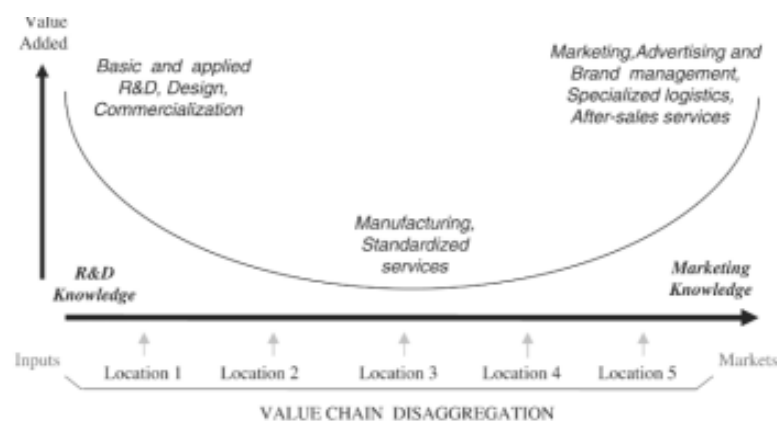 Value
Added
Basic and applied
R&D, Design,
Commercialization
Marketing,Advertising and
Brand management,
Specialized logistics,
After-sales services
Manufacturing,
Standardized
services
R&D
Knowledge
Marketing
Knowledge
Inputs
Location 1
Location 2
Location 3
Location 4
Location 5
Markets
VALUE CHAIN DISAGGREGATION